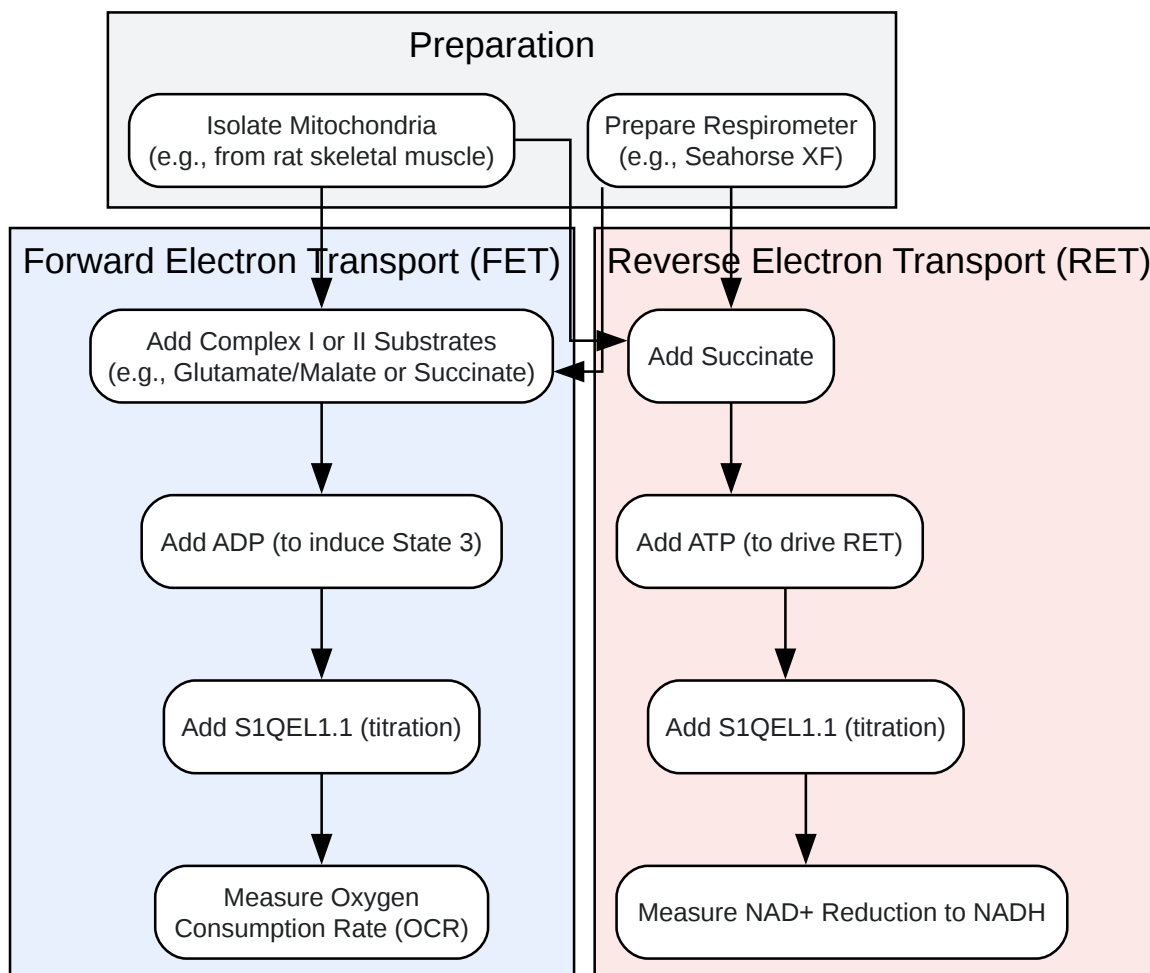 Preparation
Isolate Mitochondria
(e.g., from rat skeletal muscle)
Prepare Respirometer
(e.g., Seahorse XF)
Forward Electron Transport (FET)
Add Complex I or II Substrates
(e.g., Glutamate/Malate or Succinate)
Add ADP (to induce State 3)
Add S1QEL1.1 (titration)
Measure Oxygen
Consumption Rate (OCR)
Reverse Electron Transport (RET)
Add Succinate
Add ATP (to drive RET)
Add S1QEL1.1 (titration)
Measure NAD+ Reduction to NADH